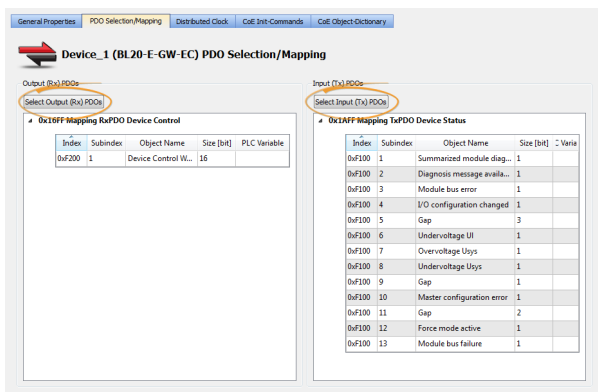 General Properties PDO Selection/Mapping Distributed Clock CoE Init-Commands CoE Object-Dictionary
Device_1 (BL20-E-GW-EC) PDO Selection/Mapping
Output (Rx) PDOs
Select Output (Rx) PDOs
0x16FF Mapping RxPDO Device Control
Index Subindex Object Name Size [bit] PLC Variable
0xF200 1 Device Control W... 16
Input (Tx) PDOs
Select Input (Tx) PDOs
0x1AFF Mapping TxPDO Device Status
Index Subindex Object Name Size [bit] C Varia
0xF100 1 Summarized module diag... 1
0xF100 2 Diagnosis message availa... 1
0xF100 3 Module bus error 1
0xF100 4 I/O configuration changed 1
0xF100 5 Gap 3
0xF100 6 Undervoltage UI 1
0xF100 7 Overvoltage Usys 1
0xF100 8 Undervoltage Usys 1
0xF100 9 Gap 1
0xF100 10 Master configuration error 1
0xF100 11 Gap 2
0xF100 12 Force mode active 1
0xF100 13 Module bus failure 1